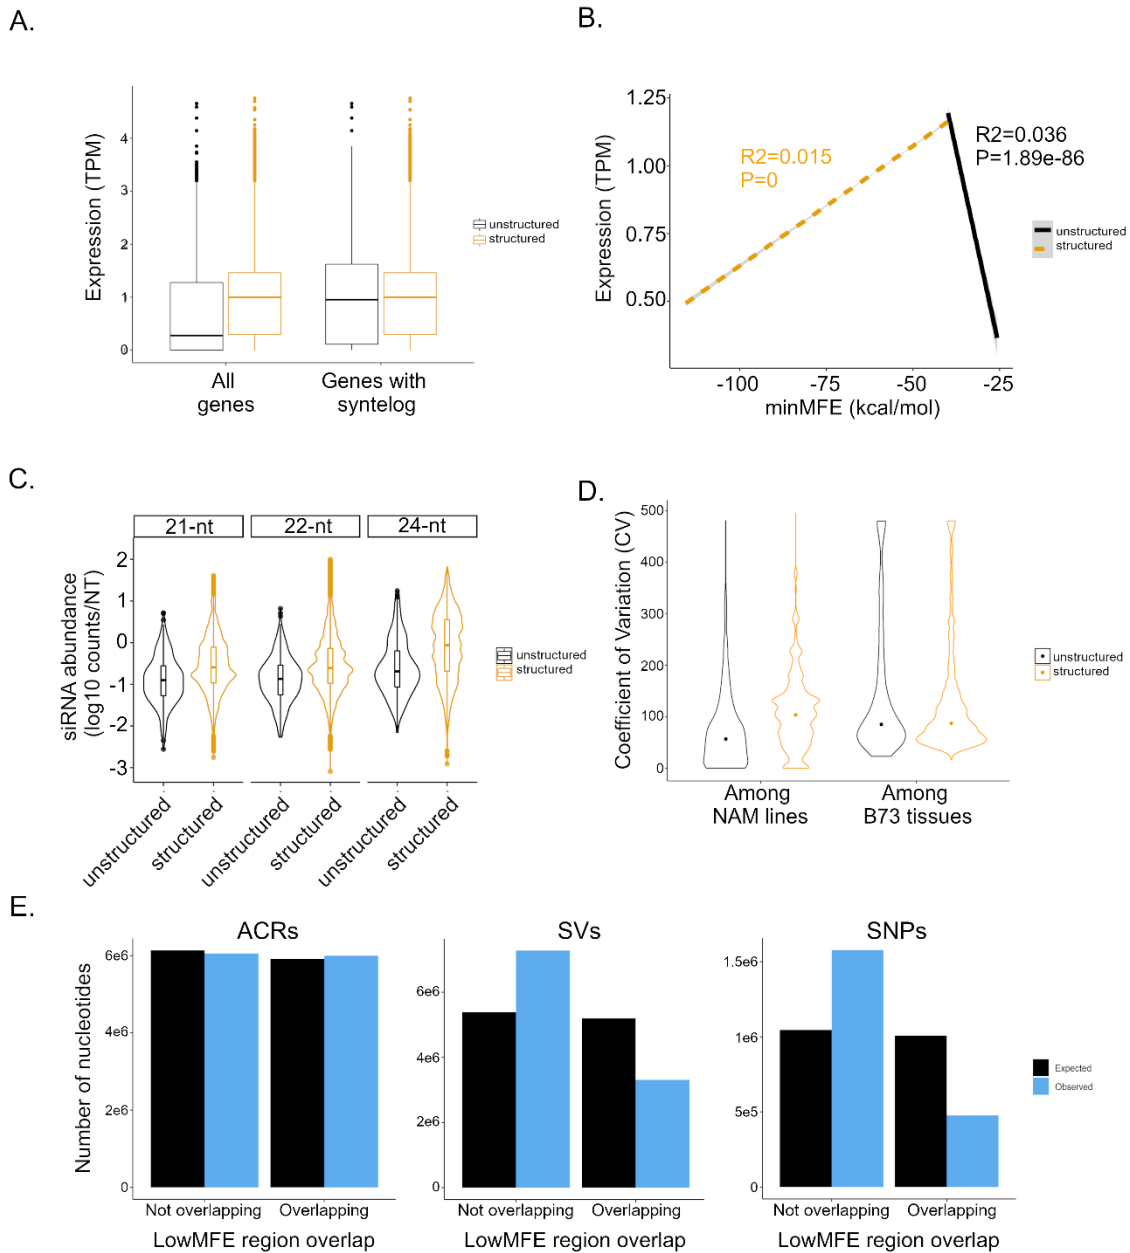 A.
Expression (TPM)
4
3
2
1
0
All
genes
Genes with
syntelog
unstructured
structured
B.
Expression (TPM)
1.25
1.00
0.75
0.50
R2=0.015
P=0
R2=0.036
P=1.89e-86
-100
-75
-50
-25
minMFE (kcal/mol)
unstructured
structured
C.
21-nt
22-nt
24-nt
siRNA abundance
(log10 counts/NT)
2
1
0
-1
-2
-3
unstructured
structured
unstructured
structured
unstructured
structured
unstructured
structured
D.
Coefficient of Variation (CV)
500
400
300
200
100
0
Among
NAM lines
Among
B73 tissues
unstructured
structured
E.
Number of nucleotides
ACRs
6e6
4e6
2e6
0
Not overlapping
Overlapping
LowMFE region overlap
SVs
6e6
4e6
2e6
0
Not overlapping
Overlapping
LowMFE region overlap
SNPs
1.5e6
1e6
5e5
0
Not overlapping
Overlapping
LowMFE region overlap
Expected
Observed